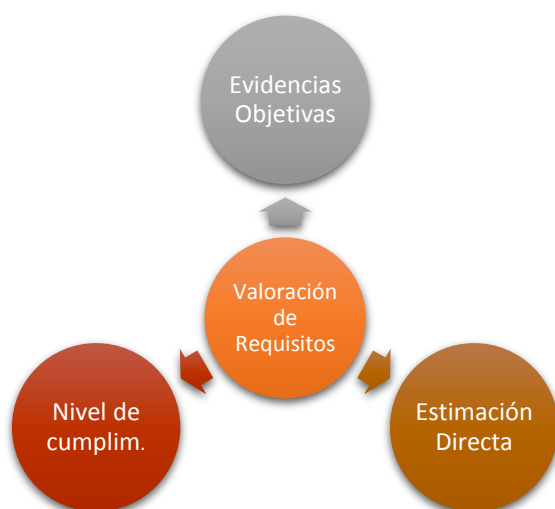 Evidencias
Objetivas
Valoración
de
Requisitos
Nivel de
cumplim.
Estimación
Directa